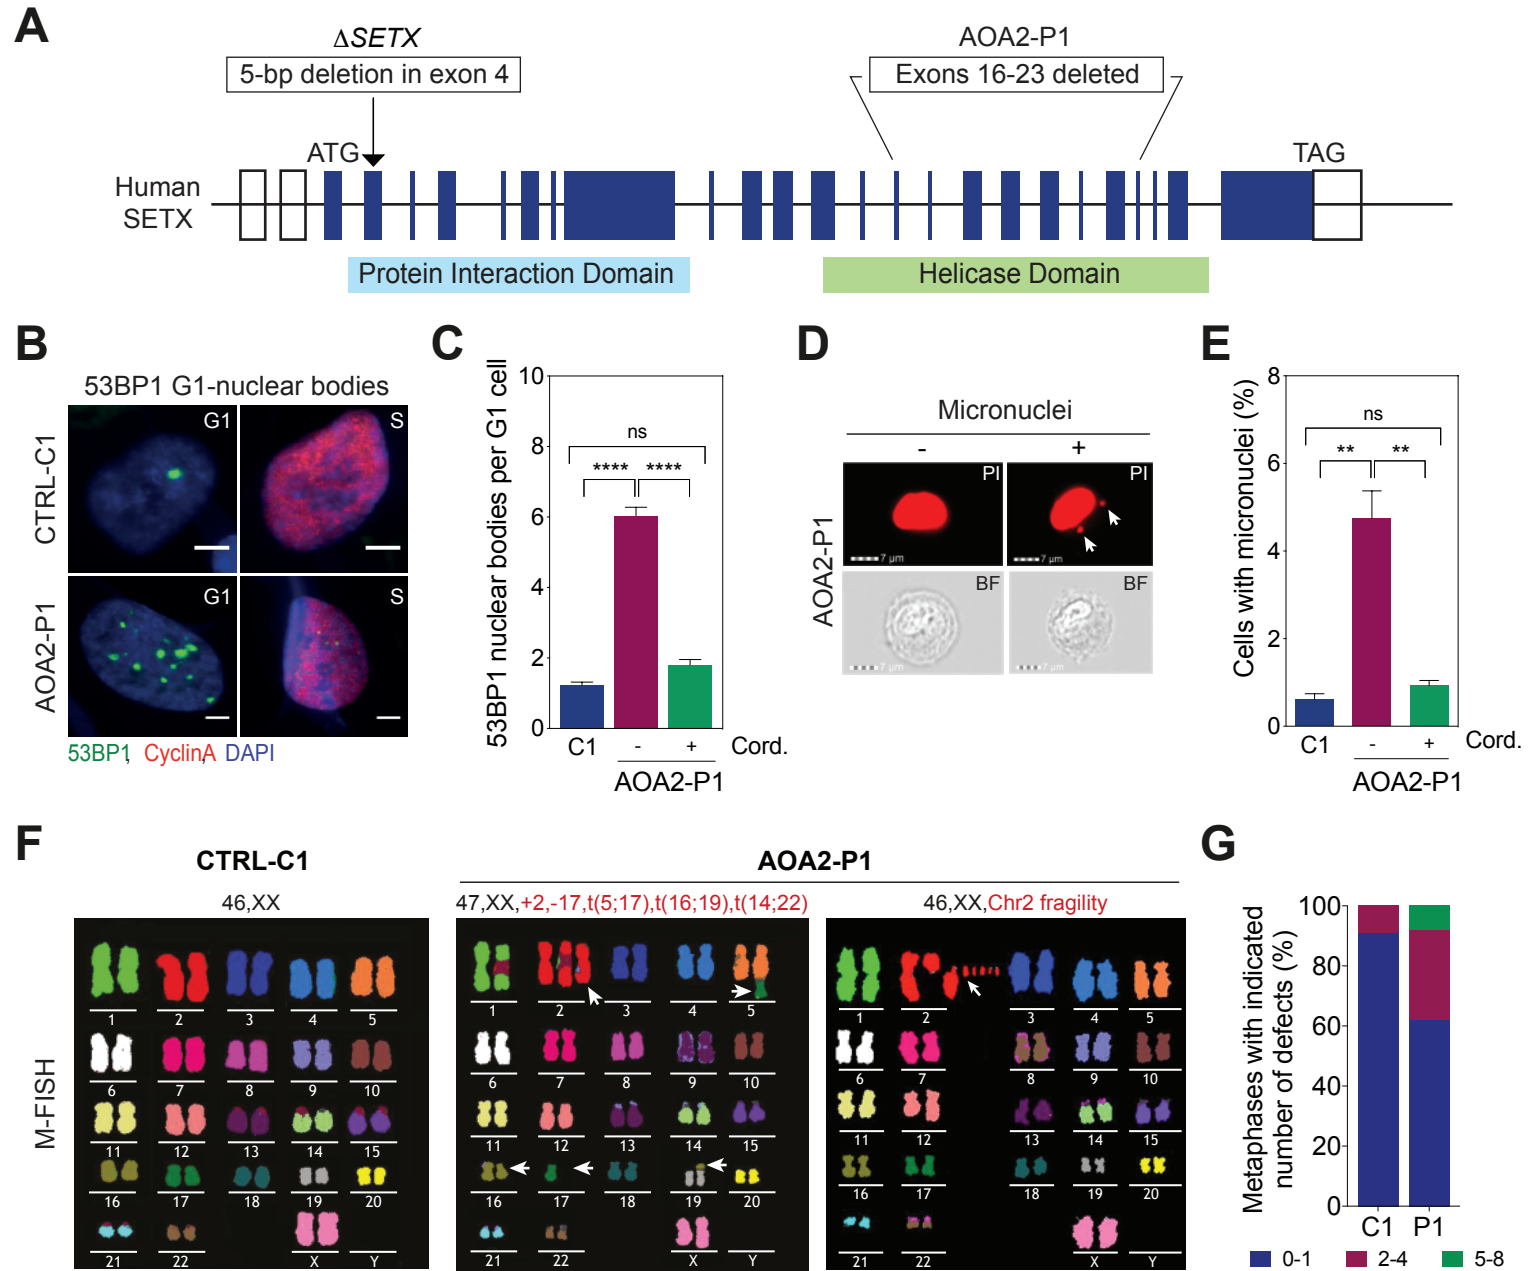 A
ΔSETX
5-bp deletion in exon 4
AOA2-P1
Exons 16-23 deleted
ATG
TAG
Human
SETX
Protein Interaction Domain
Helicase Domain
B
53BP1 G1-nuclear bodies
CTRL-C1
G1
S
AOA2-P1
G1
S
53BP1, CyclinA, DAPI
C
53BP1 nuclear bodies per G1 cell
10
8
6
4
2
0
ns
**** ****
C1 - + Cord.
AOA2-P1
D
Micronuclei
- +
AOA2-P1
PI
7 µm
PI
7 µm
BF
7 µm
BF
7 µm
E
Cells with micronuclei (%)
8
6
4
2
0
ns
** **
C1 - + Cord.
AOA2-P1
F
CTRL-C1
AOA2-P1
46,XX
47,XX,+2,-17,t(5;17),t(16;19),t(14;22)
46,XX,Chr2 fragility
M-FISH
1 2 3 4 5
6 7 8 9 10
11 12 13 14 15
16 17 18 19 20
21 22 X Y
1 2 3 4 5
6 7 8 9 10
11 12 13 14 15
16 17 18 19 20
21 22 X Y
1 2 3 4 5
6 7 8 9 10
11 12 13 14 15
16 17 18 19 20
21 22 X Y
G
Metaphases with indicated
number of defects (%)
100
80
60
40
20
0
C1 P1
0-1 2-4 5-8